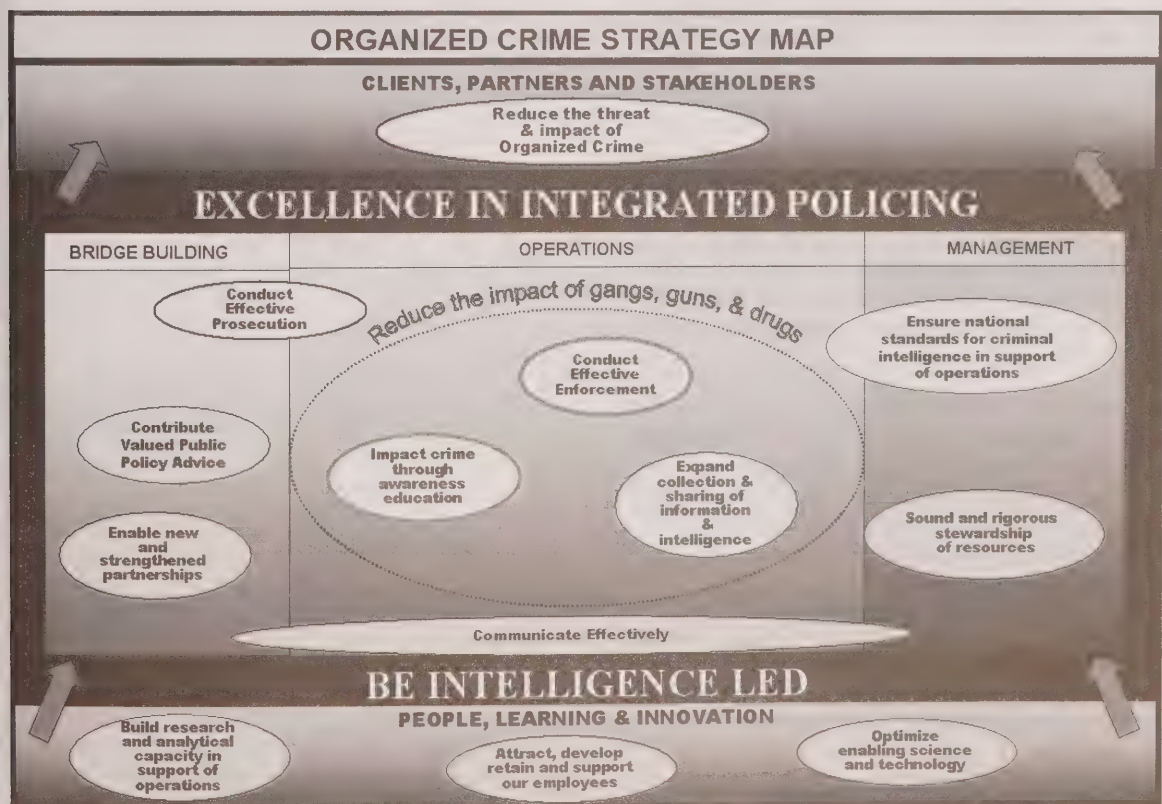 ORGANIZED CRIME STRATEGY MAP
CLIENTS, PARTNERS AND STAKEHOLDERS
Reduce the threat
& impact of
Organized Crime
EXCELLENCE IN INTEGRATED POLICING
BRIDGE BUILDING
OPERATIONS
MANAGEMENT
Conduct
Effective
Prosecution
Reduce the impact of gangs, guns, & drugs
Conduct
Effective
Enforcement
Ensure national
standards for criminal
intelligence in support
of operations
Contribute
Valued Public
Policy Advice
Impact crime
through
awareness
education
Expand
collection &
sharing of
information
&
intelligence
Enable new
and
strengthened
partnerships
Sound and rigorous
stewardship
of resources
Communicate Effectively
BE INTELLIGENCE LED
PEOPLE, LEARNING & INNOVATION
Build research
and analytical
capacity in
support of
operations
Attract, develop
retain and support
our employees
Optimize
enabling science
and technology